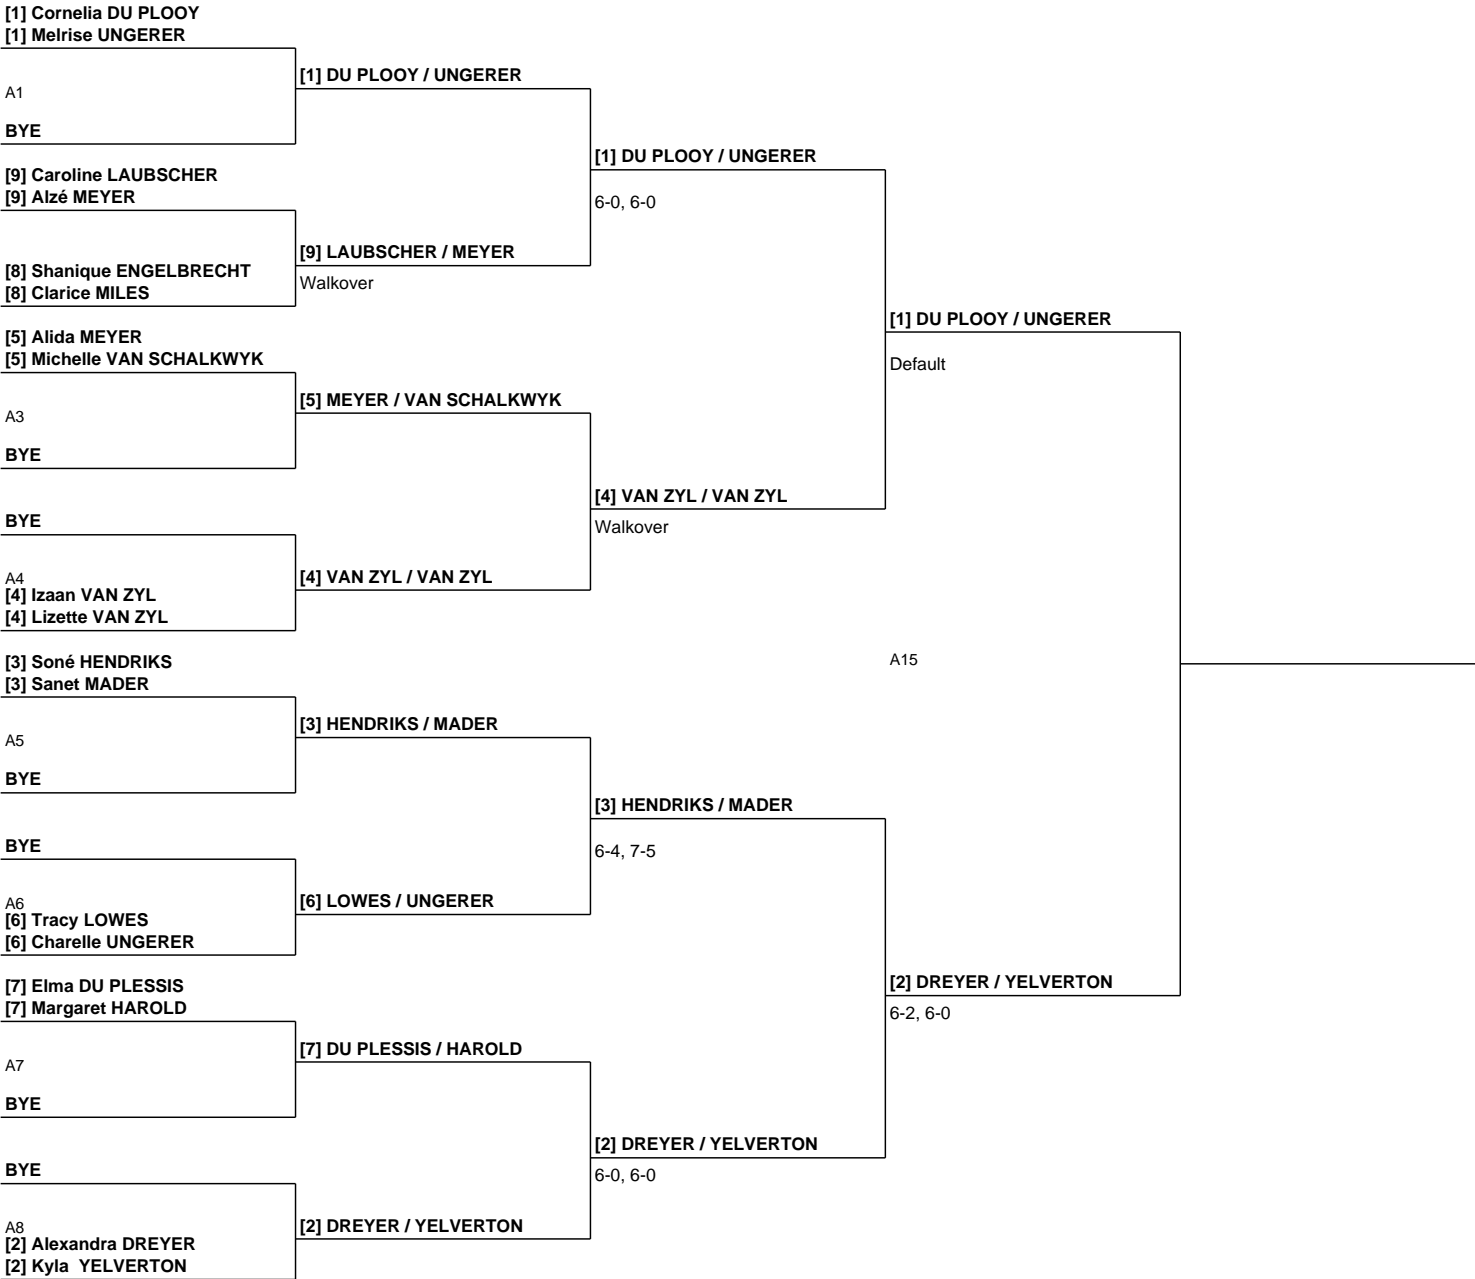 [1] Cornelia DU PLOOY
[1] Melrise UNGERER
[1] DU PLOOY / UNGERER
A1
BYE
[1] DU PLOOY / UNGERER
[9] Caroline LAUBSCHER
[9] Alzé MEYER
6-0, 6-0
[9] LAUBSCHER / MEYER
[8] Shanique ENGELBRECHT
Walkover
[8] Clarice MILES
[1] DU PLOOY / UNGERER
[5] Alida MEYER
[5] Michelle VAN SCHALKWYK
Default
[5] MEYER / VAN SCHALKWYK
A3
BYE
[4] VAN ZYL / VAN ZYL
BYE
Walkover
A4
[4] VAN ZYL / VAN ZYL
[4] Izaan VAN ZYL
[4] Lizette VAN ZYL
[3] Soné HENDRIKS
A15
[3] Sanet MADER
[3] HENDRIKS / MADER
A5
BYE
[3] HENDRIKS / MADER
BYE
6-4, 7-5
A6
[6] LOWES / UNGERER
[6] Tracy LOWES
[6] Charelle UNGERER
[7] Elma DU PLESSIS
[2] DREYER / YELVERTON
[7] Margaret HAROLD
6-2, 6-0
[7] DU PLESSIS / HAROLD
A7
BYE
[2] DREYER / YELVERTON
BYE
6-0, 6-0
A8
[2] DREYER / YELVERTON
[2] Alexandra DREYER
[2] Kyla  YELVERTON